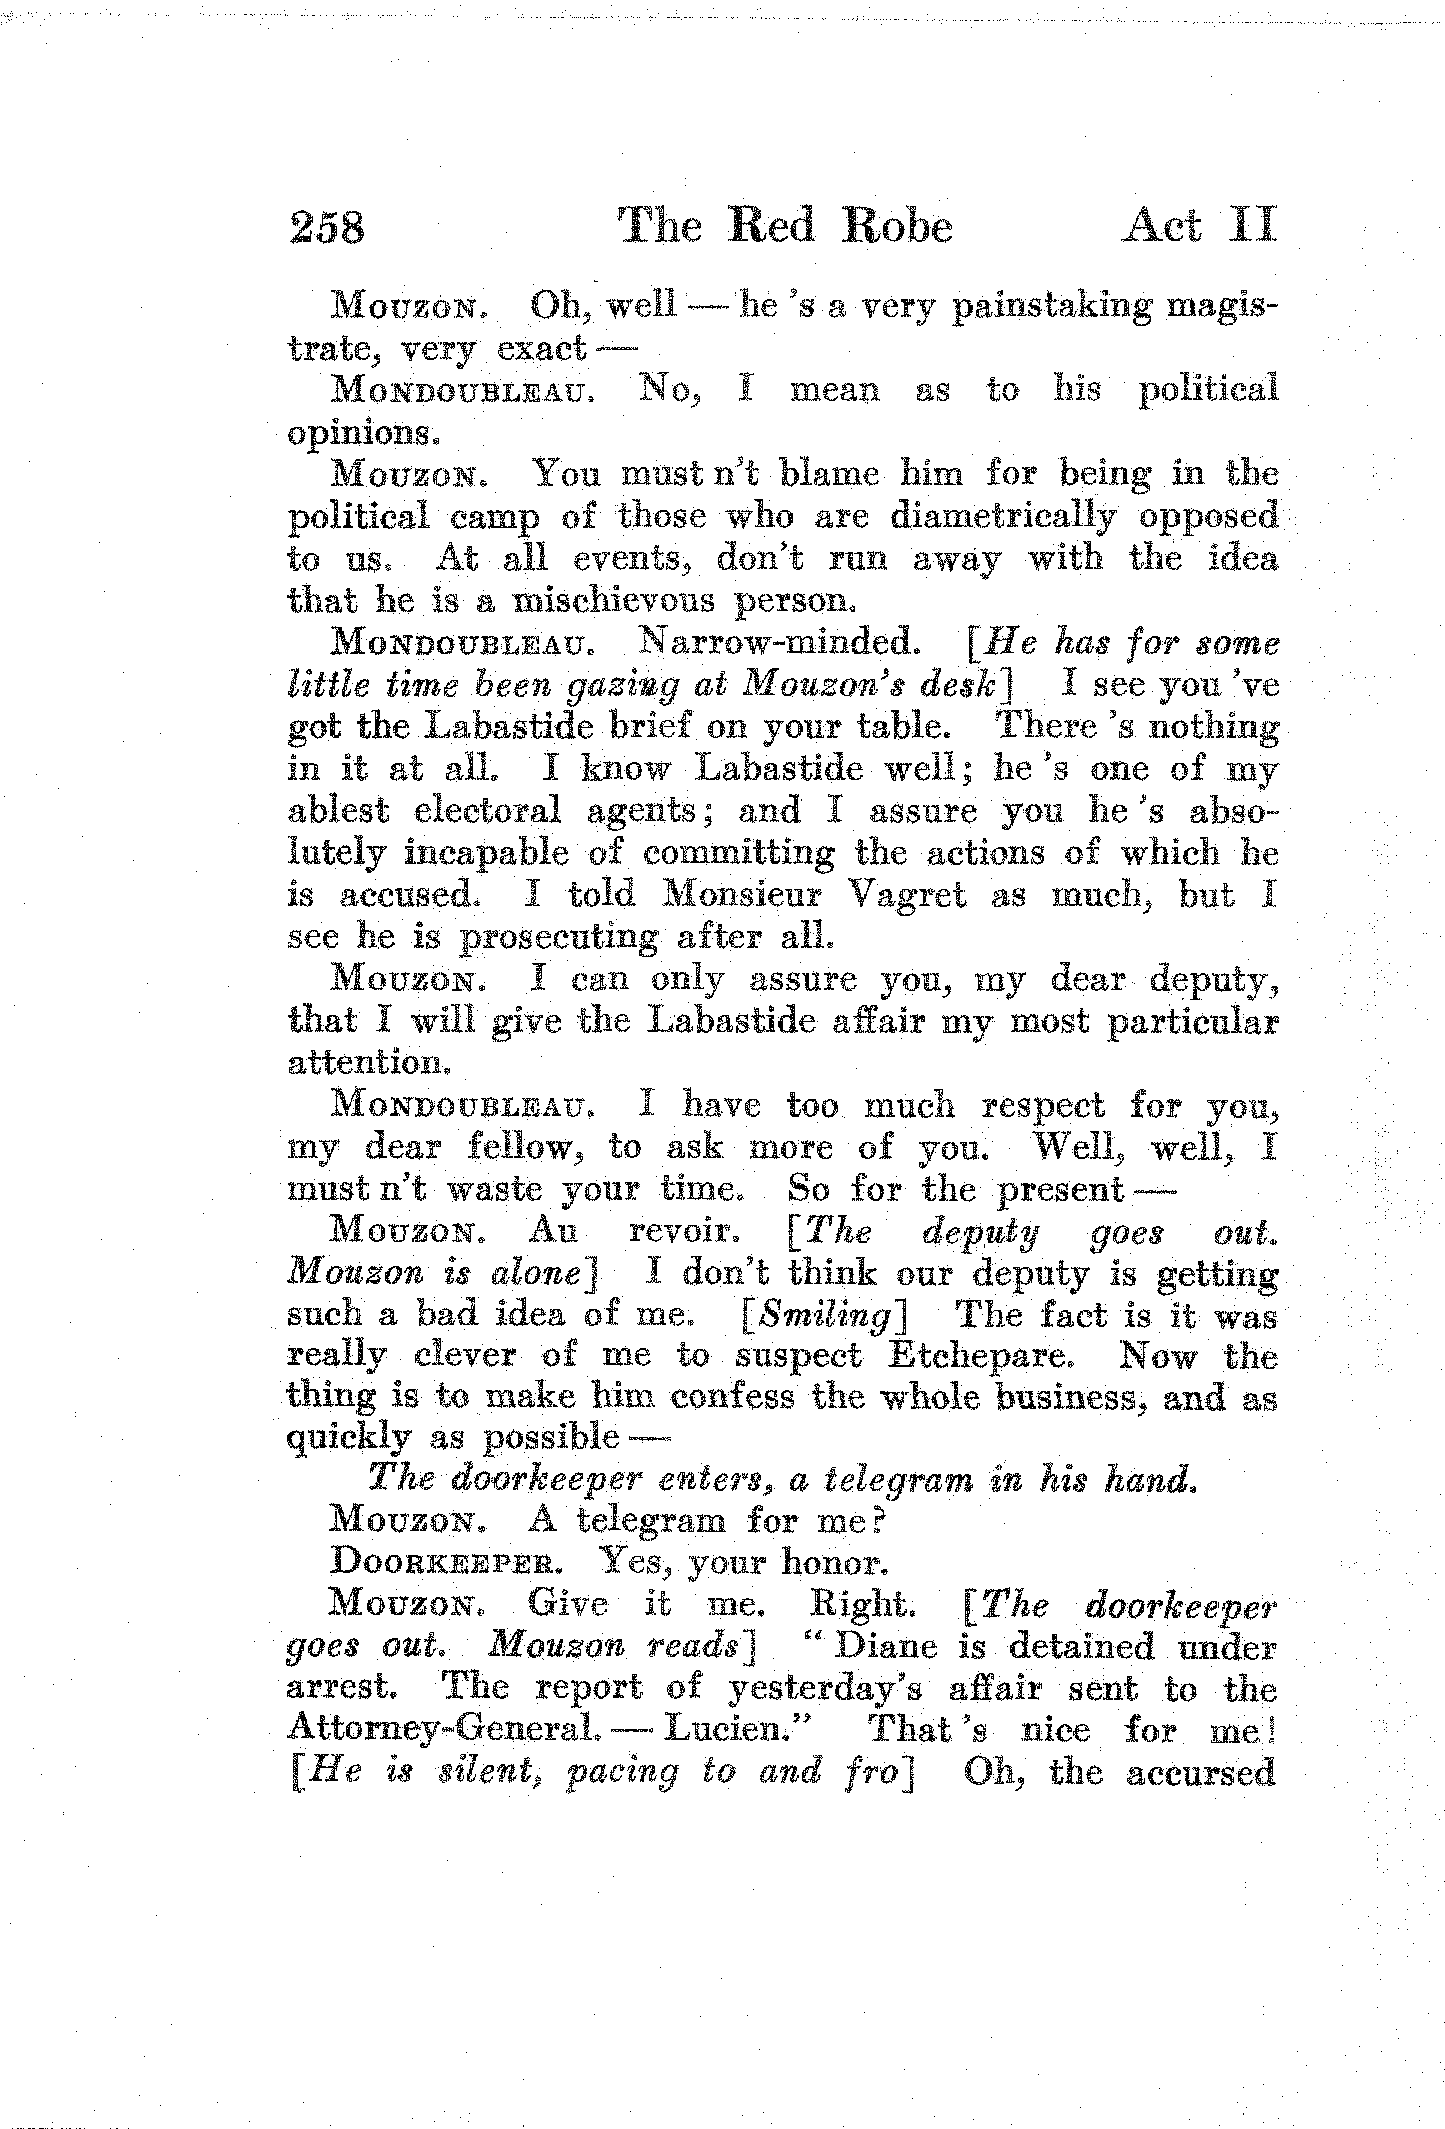 258 The Red Robe Act II
Mouzon. Oh, well — he 's a very painstaking magis-
trate, very exact —
Mondoubleau. No, I mean as to his political
opinions.
Mouzon. You must n't blame him for being in the
political camp of those who are diametrically opposed
to us. At all events, don't run away with the idea
that he is a mischievous person.
Mondoubleau. Narrow-minded. [He has for some
little time been gazing at Mouzon's desk] I see you 've
got the Labastide brief on your table. There 's nothing
in it at all. I know Labastide well; he 's one of my
ablest electoral agents; and I assure you he 's abso-
lutely incapable of committing the actions of which he
is accused. I told Monsieur Vagret as much, but I
see he is prosecuting after all.
Mouzon. I can only assure you, my dear deputy,
that I will give the Labastide affair my most particular
attention.
Mondoubleau. I have too much respect for you,
my dear fellow, to ask more of you. Well, well, I
must n't waste your time. So for the present —
Mouzon. Au revoir. [The deputy goes out.
Mouzon is alone] I don't think our deputy is getting
such a bad idea of me. [Smiling] The fact is it was
really clever of me to suspect Etchepare. Now the
thing is to make him confess the whole business, and as
quickly as possible —
The doorkeeper enters, a telegram in his hand.
Mouzon. A telegram for me?
Doorkeeper. Yes, your honor.
Mouzon. Give it me. Right. [The doorkeeper
goes out. Mouzon reads] "Diane is detained under
arrest. The report of yesterday's affair sent to the
Attorney-General. — Lucien." That 's nice for me!
[He is silent, pacing to and fro] Oh, the accursed